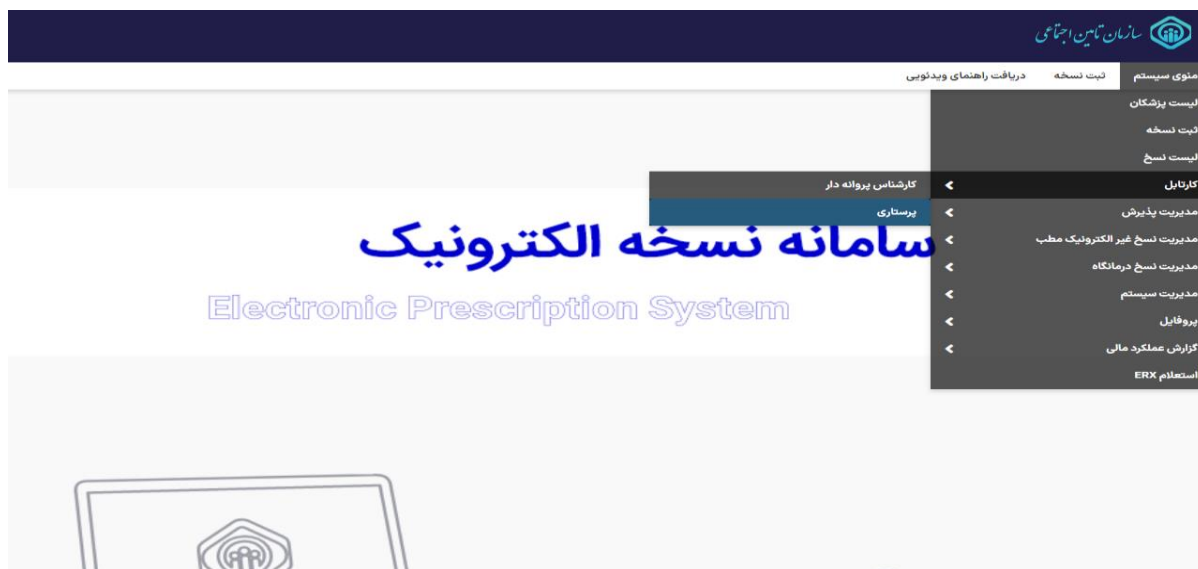 سازمان تامین اجتماعی
منوی سیستم ثبت نسخه دریافت راهنمای ویدئویی
لیست پزشکان
ثبت نسخه
لیست نسخ
کارتابل
کارشناس پروانه دار
پرستاری
مدیریت پذیرش
مدیریت نسخ غیر الکترونیک مطب
مدیریت نسخ درمانگاه
مدیریت سیستم
پروفایل
گزارش عملکرد مالی
استعلام ERX
سامانه نسخه الکترونیک
Electronic Prescription System